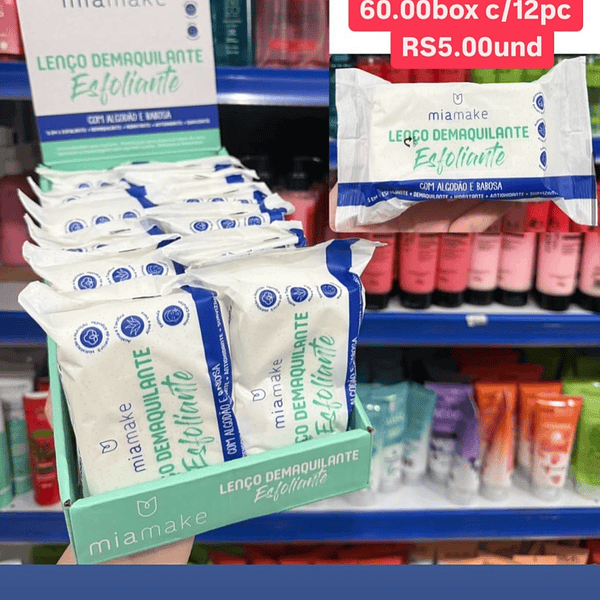 miamake
LENÇO DEMAQUILANTE
Esfoliante
COM ALGODÃO E BABOSA
60.00box c/12pc
RS5.00und
miamake
LENÇO DEMAQUILANTE
Esfoliante
COM ALGODÃO E BABOSA
miamake
LENÇO DEMAQUILANTE
Esfoliante
COM ALGODÃO E BABOSA
miamake
LENÇO DEMAQUILANTE
Esfoliante
COM ALGODÃO E BABOSA
miamake
LENÇO DEMAQUILANTE
Esfoliante